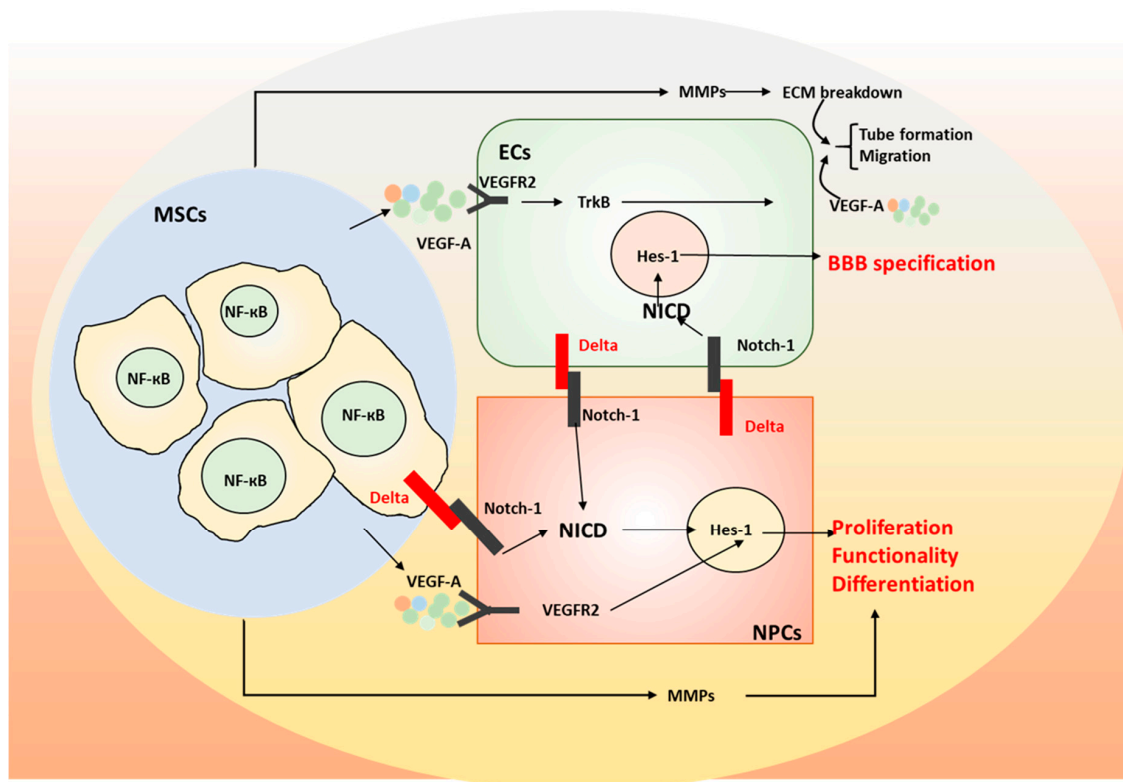 MMPs
ECM breakdown
Tube formation
Migration
ECs
VEGFR2
TrkB
VEGF-A
MSCs
VEGF-A
Hes-1
BBB specification
NF-κB
NICD
Delta
Notch-1
NF-κB
NF-κB
Notch-1
Delta
NF-κB
Delta
Notch-1
NICD
Hes-1
Proliferation
Functionality
Differentiation
VEGF-A
VEGFR2
NPCs
MMPs